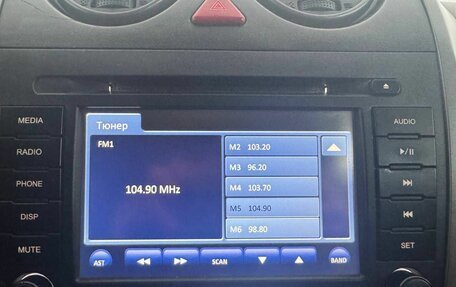 MEDIA
RADIO
PHONE
DISP
MUTE
Тюнер
FM1
104.90 MHz
M2 103.20
M3 96.20
M4 103.70
M5 104.90
M6 98.80
AST
SCAN
BAND
AUDIO
SET